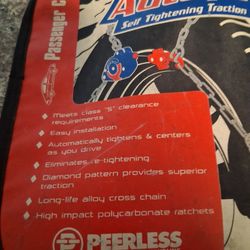 Self Tightening Traction
Passenger C
Meets class "S" clearance
requirements
Easy installation
Automatically tightens & centers
as you drive
Eliminates re-tightening
Diamond pattern provides superior
traction
Long-life alloy cross chain
High impact polycarbonate ratchets
PEERLESS